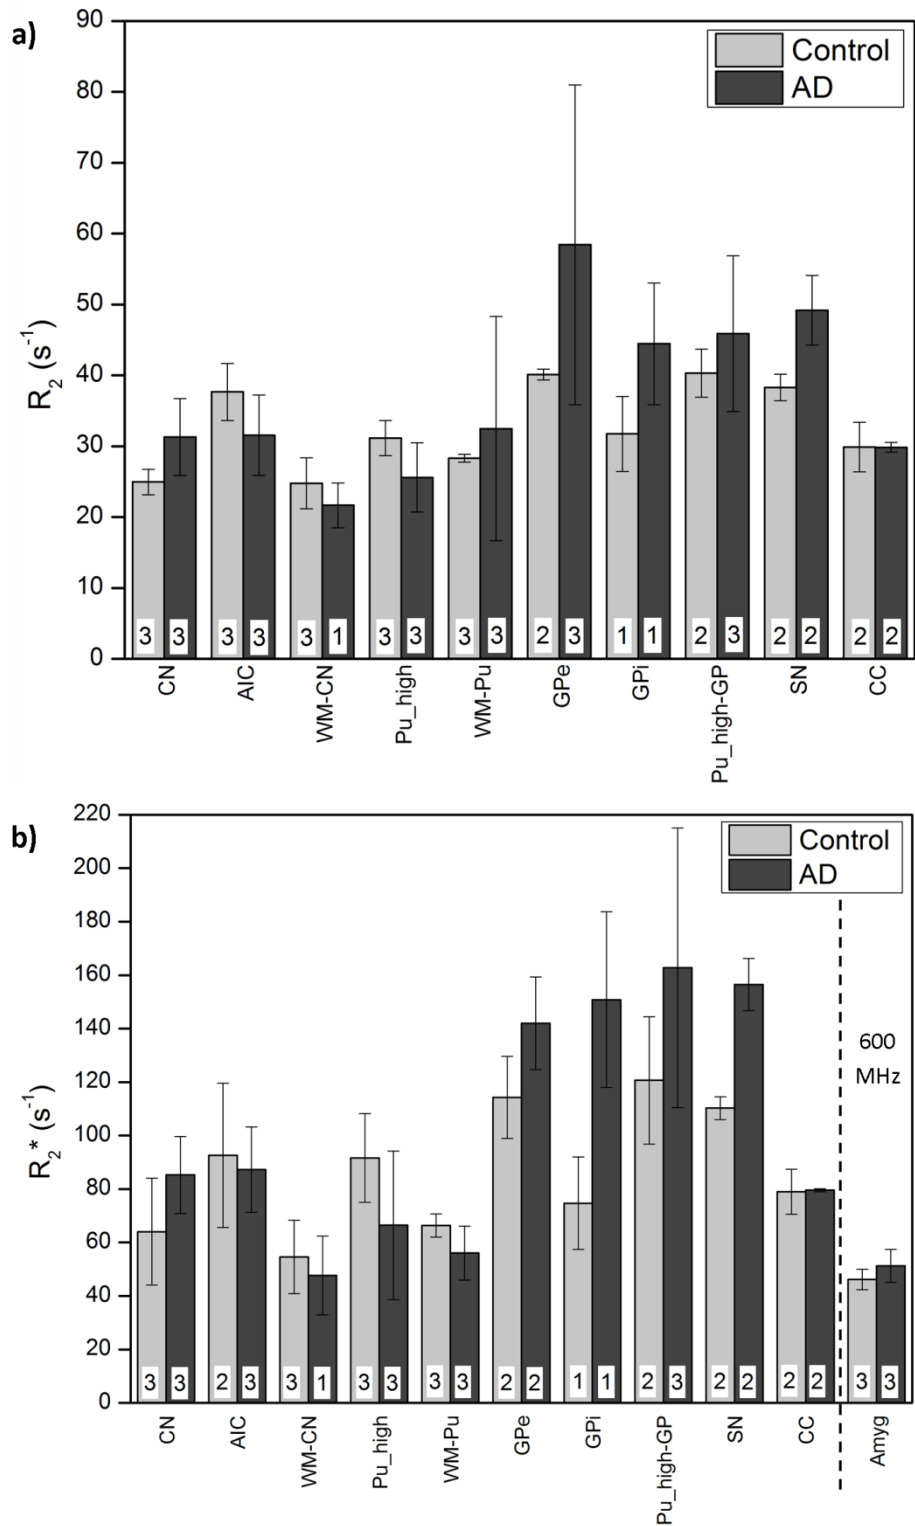 a)
90
80
70
60
50
40
30
20
10
0
R₂ (s⁻¹)
Control
AD
3 3 3 3 3 1 3 3 3 3 2 3 1 1 2 3 2 2 2 2
CN AIC WM-CN Pu_high WM-Pu GPe GPi Pu_high-GP SN CC
b)
220
200
180
160
140
120
100
80
60
40
20
0
R₂* (s⁻¹)
Control
AD
600
MHz
3 3 2 3 3 1 3 3 3 3 2 2 1 1 2 3 2 2 2 2 3 3
CN AIC WM-CN Pu_high WM-Pu GPe GPi Pu_high-GP SN CC Amyg